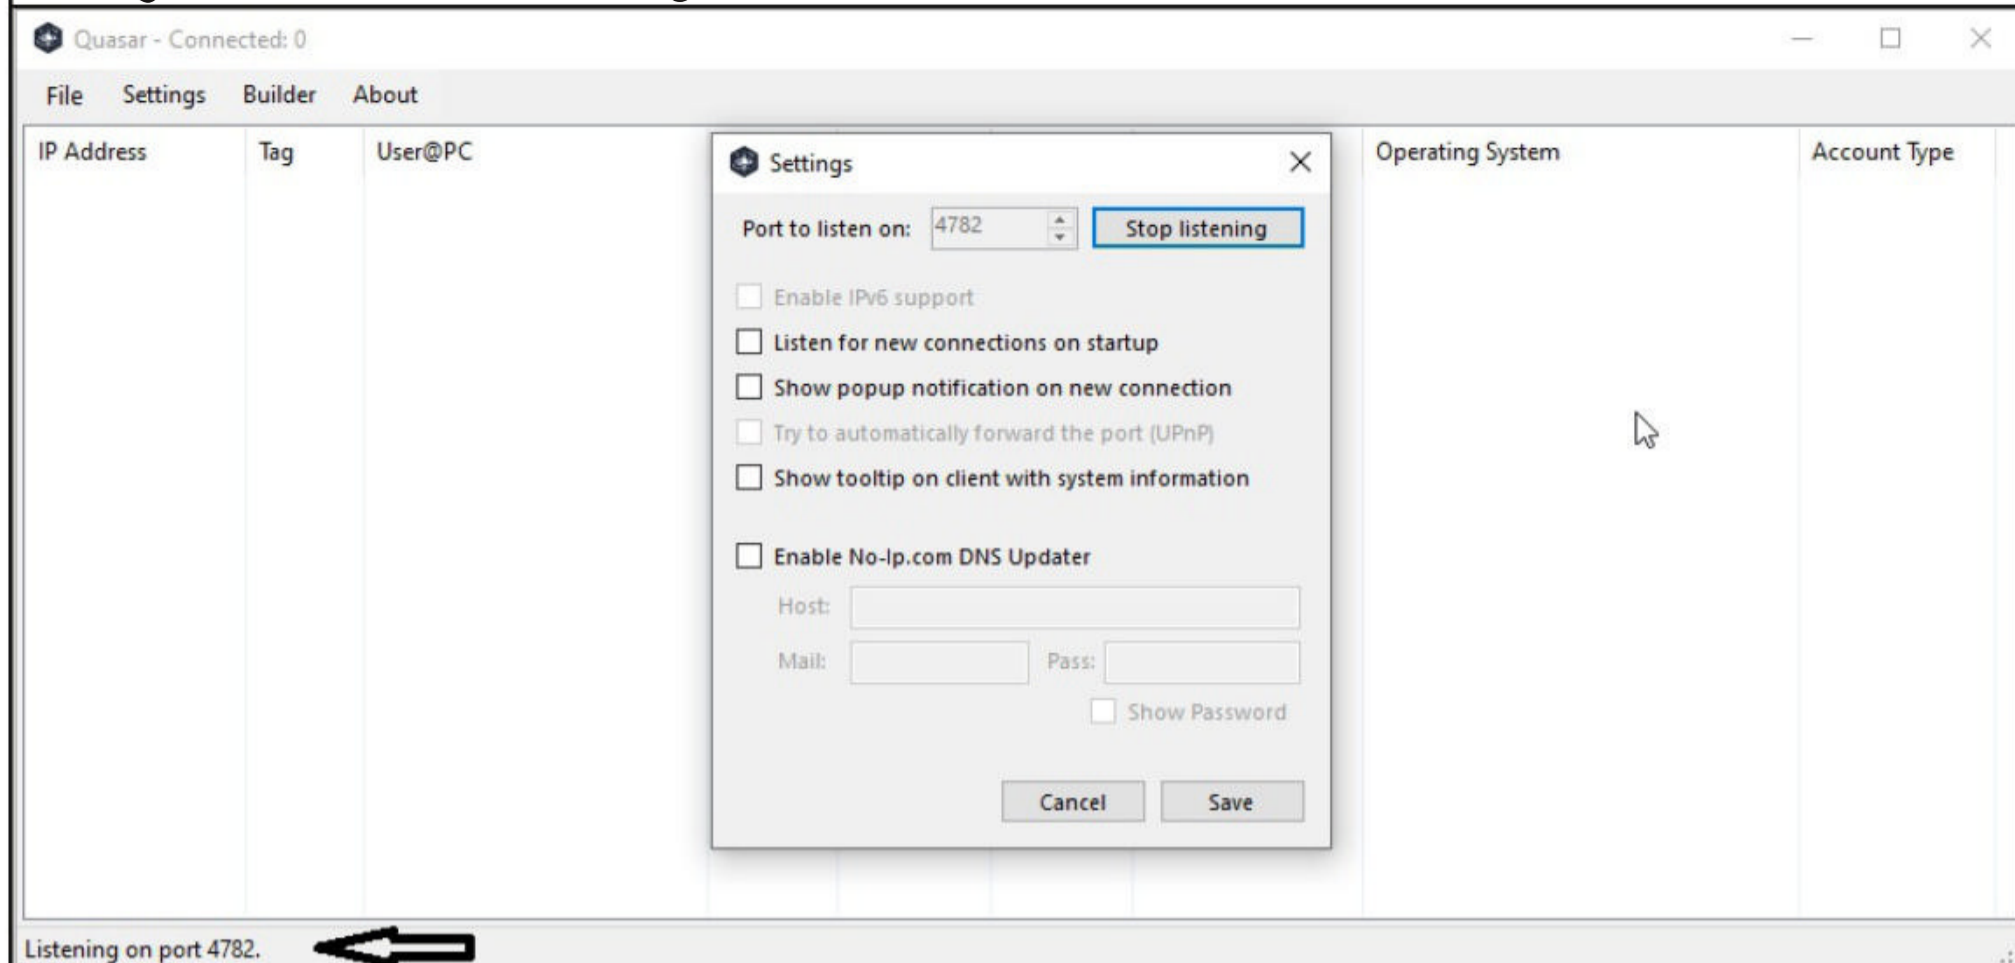 Quasar - Connected: 0
File Settings Builder About
IP Address Tag User@PC Operating System Account Type
Settings
Port to listen on: 4782 Stop listening
Enable IPv6 support
Listen for new connections on startup
Show popup notification on new connection
Try to automatically forward the port (UPnP)
Show tooltip on client with system information
Enable No-Ip.com DNS Updater
Host:
Mail: Pass:
Show Password
Cancel Save
Listening on port 4782.